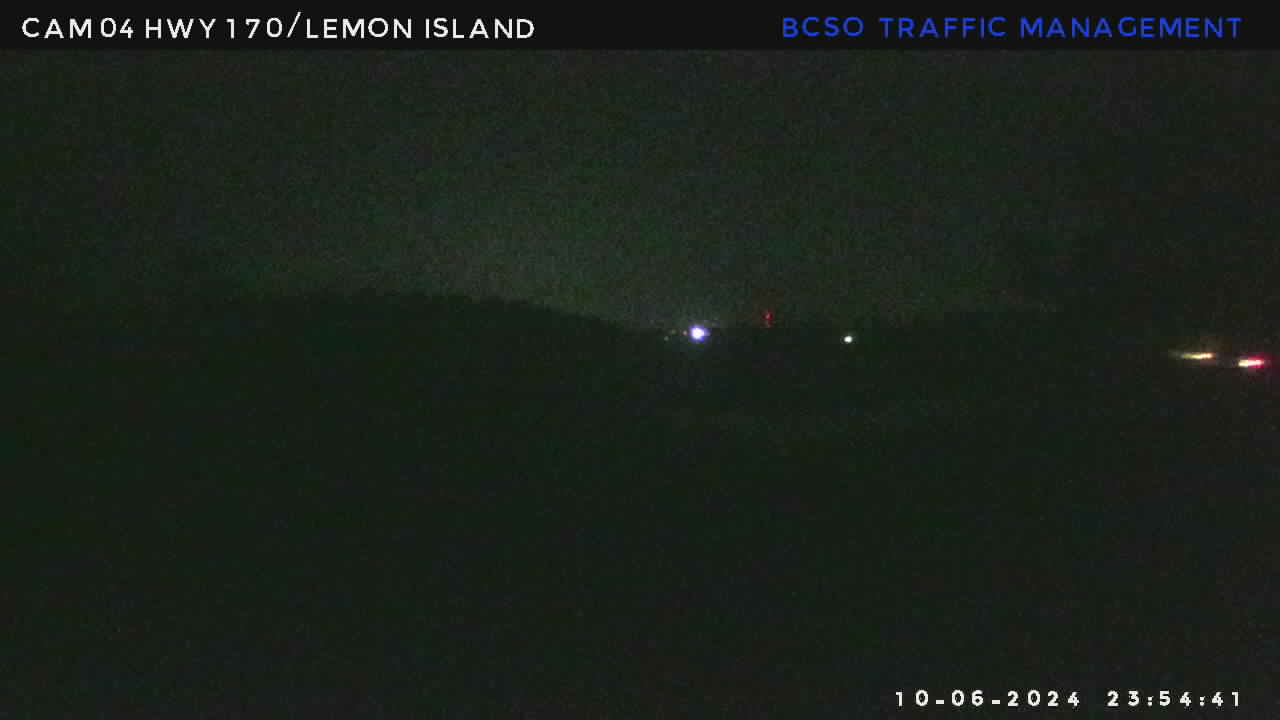 CAM04 HWY 170/LEMON ISLAND
BCSO TRAFFIC MANAGEMENT
10-06-2024 23:54:41